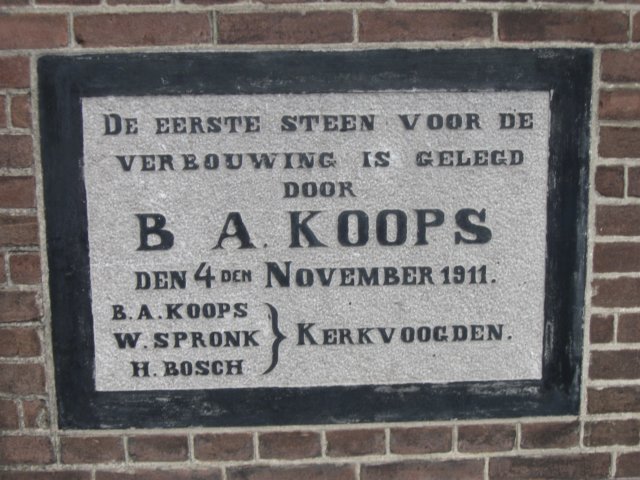 De eerste steen voor de
verbouwing is gelegd
door
B. A. Koops
den 4den November 1911.
B.A. Koops
W. Spronk } Kerkvoogden.
H. Bosch